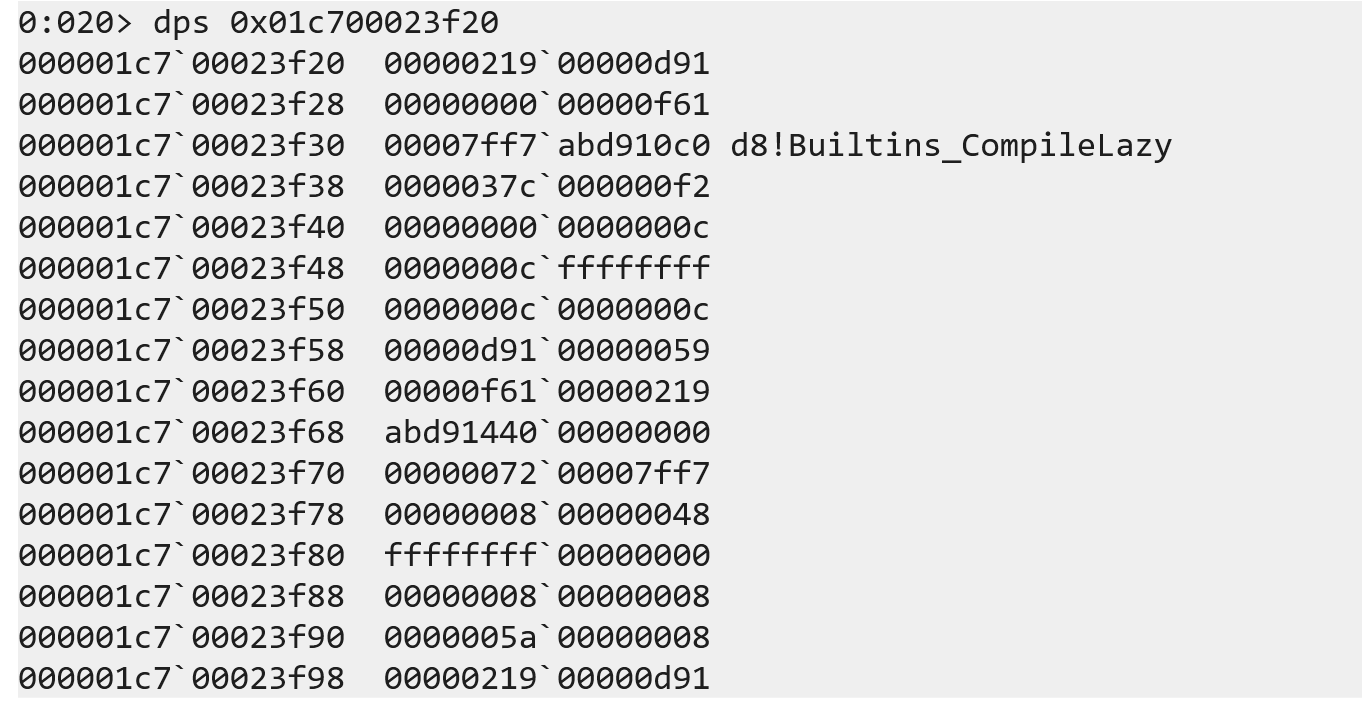 0:020> dps 0x01c700023f20
000001c7`00023f20  00000219`00000d91
000001c7`00023f28  00000000`00000f61
000001c7`00023f30  00007ff7`abd910c0 d8!Builtins_CompileLazy
000001c7`00023f38  0000037c`000000f2
000001c7`00023f40  00000000`0000000c
000001c7`00023f48  0000000c`ffffffff
000001c7`00023f50  0000000c`0000000c
000001c7`00023f58  00000d91`00000059
000001c7`00023f60  00000f61`00000219
000001c7`00023f68  abd91440`00000000
000001c7`00023f70  00000072`00007ff7
000001c7`00023f78  00000008`00000048
000001c7`00023f80  ffffffff`00000000
000001c7`00023f88  00000008`00000008
000001c7`00023f90  0000005a`00000008
000001c7`00023f98  00000219`00000d91